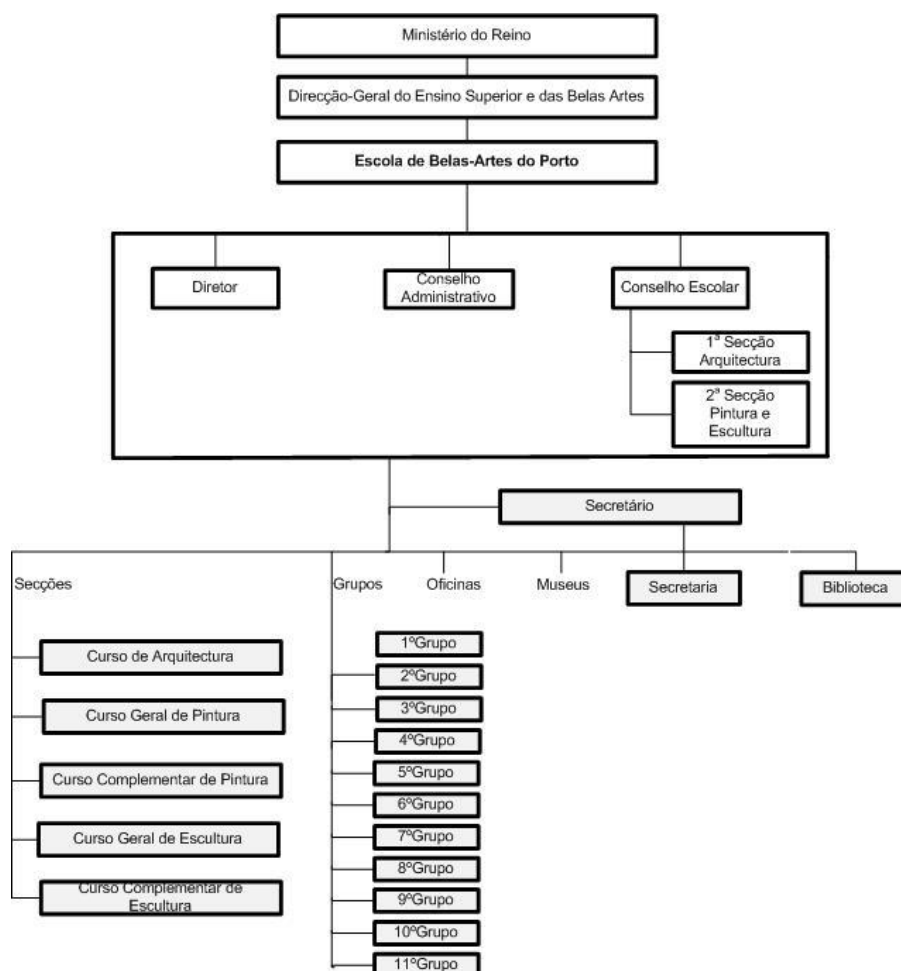 Ministério do Reino
Direcção-Geral do Ensino Superior e das Belas Artes
Escola de Belas-Artes do Porto
Diretor
Conselho
Administrativo
Conselho Escolar
1ª Secção
Arquitectura
2ª Secção
Pintura e
Escultura
Secretário
Secções
Grupos
Oficinas
Museus
Secretaria
Biblioteca
Curso de Arquitectura
Curso Geral de Pintura
Curso Complementar de Pintura
Curso Geral de Escultura
Curso Complementar de
Escultura
1ºGrupo
2ºGrupo
3ºGrupo
4ºGrupo
5ºGrupo
6ºGrupo
7ºGrupo
8ºGrupo
9ºGrupo
10ºGrupo
11ºGrupo